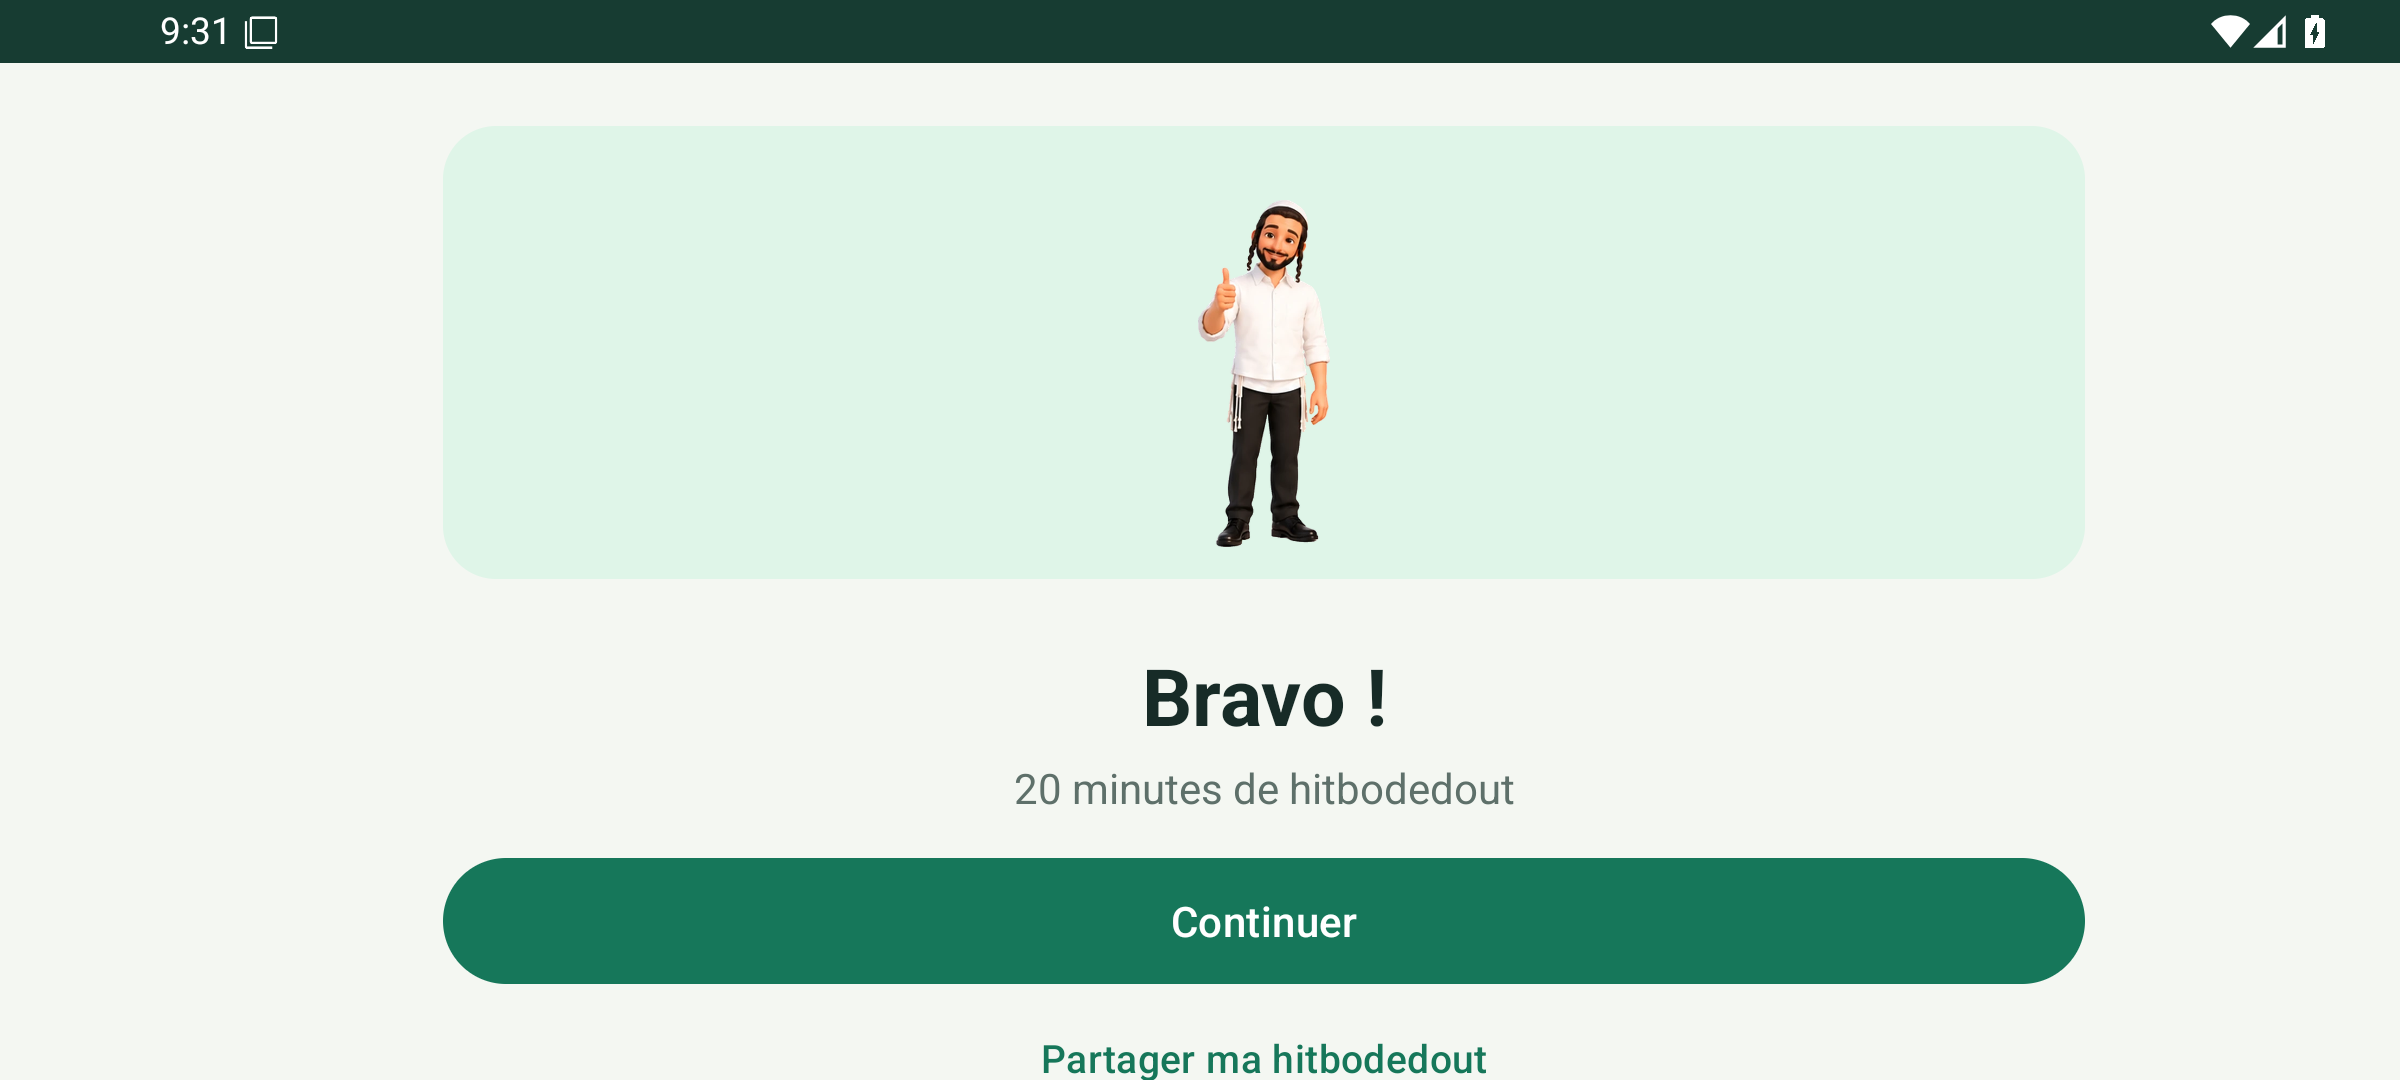 9:31
Bravo !
20 minutes de hitbodedout
Continuer
Partager ma hitbodedout